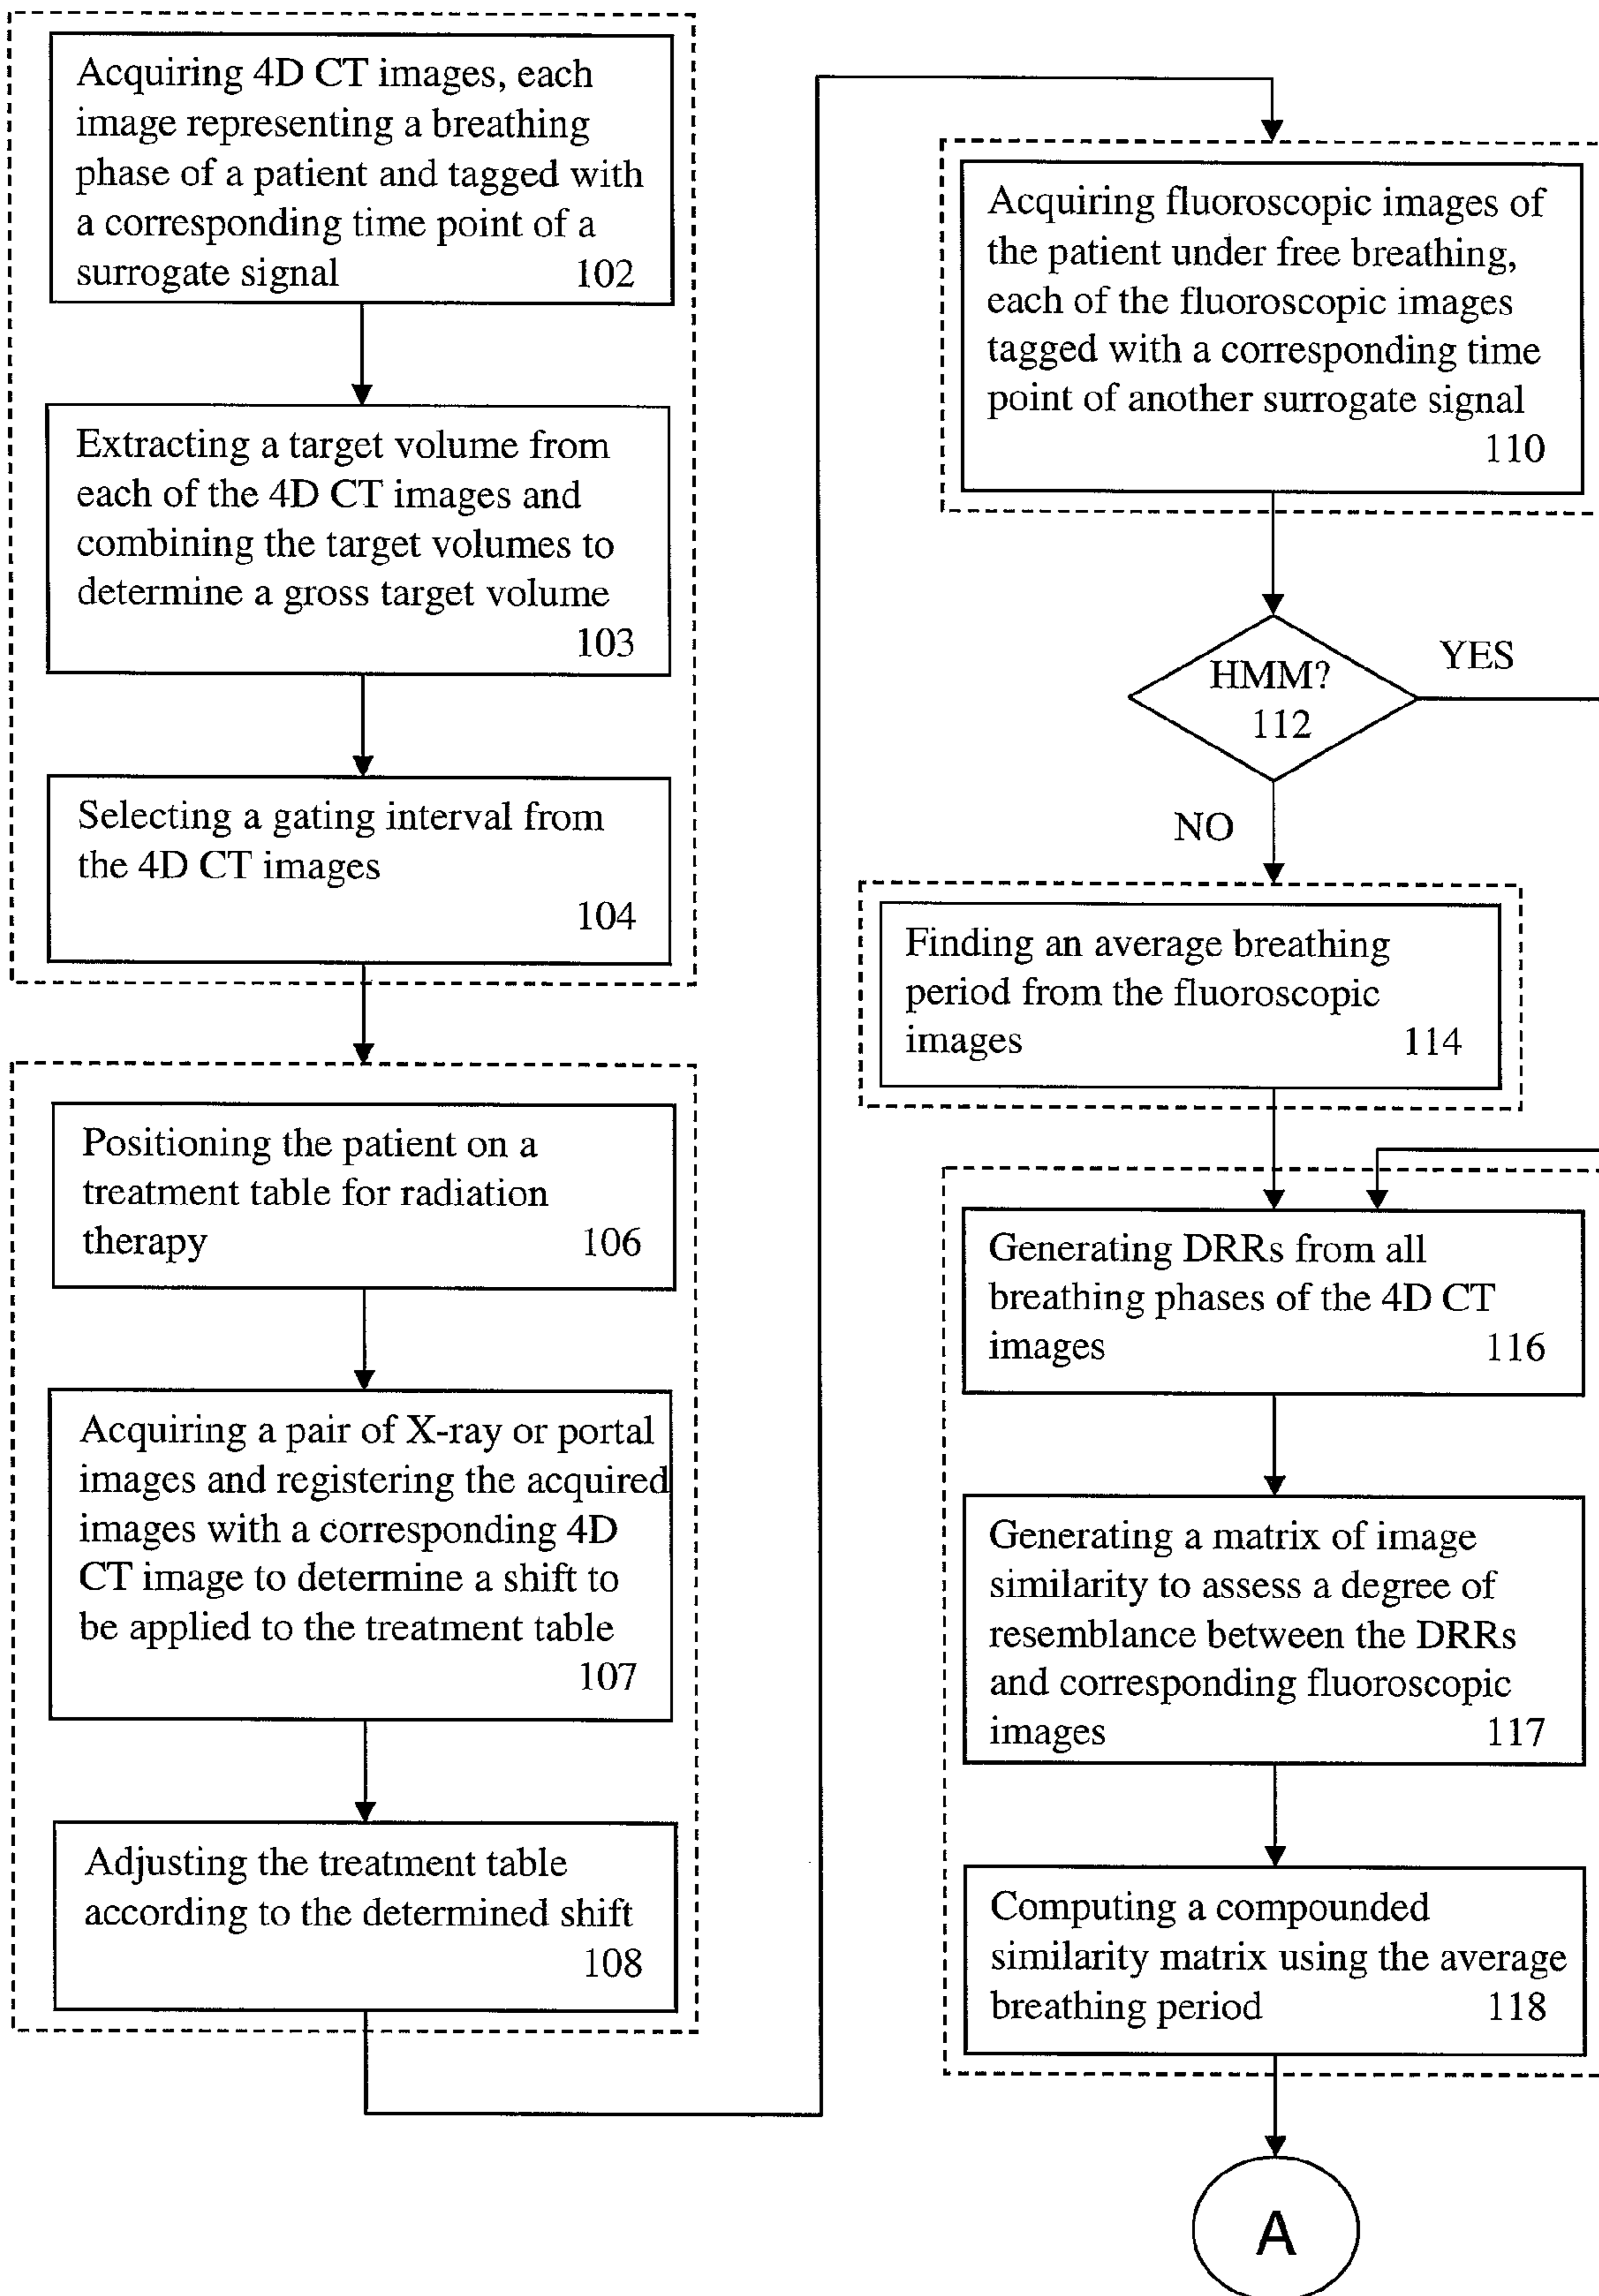 Acquiring 4D CT images, each
image representing a breathing
phase of a patient and tagged with
a corresponding time point of a
surrogate signal 102
Extracting a target volume from
each of the 4D CT images and
combining the target volumes to
determine a gross target volume
103
Selecting a gating interval from
the 4D CT images
104
Positioning the patient on a
treatment table for radiation
therapy 106
Acquiring a pair of X-ray or portal
images and registering the acquired
images with a corresponding 4D
CT image to determine a shift to
be applied to the treatment table
107
Adjusting the treatment table
according to the determined shift
108
Acquiring fluoroscopic images of
the patient under free breathing,
each of the fluoroscopic images
tagged with a corresponding time
point of another surrogate signal
110
HMM?
112
YES
NO
Finding an average breathing
period from the fluoroscopic
images 114
Generating DRRs from all
breathing phases of the 4D CT
images 116
Generating a matrix of image
similarity to assess a degree of
resemblance between the DRRs
and corresponding fluoroscopic
images 117
Computing a compounded
similarity matrix using the average
breathing period 118
A